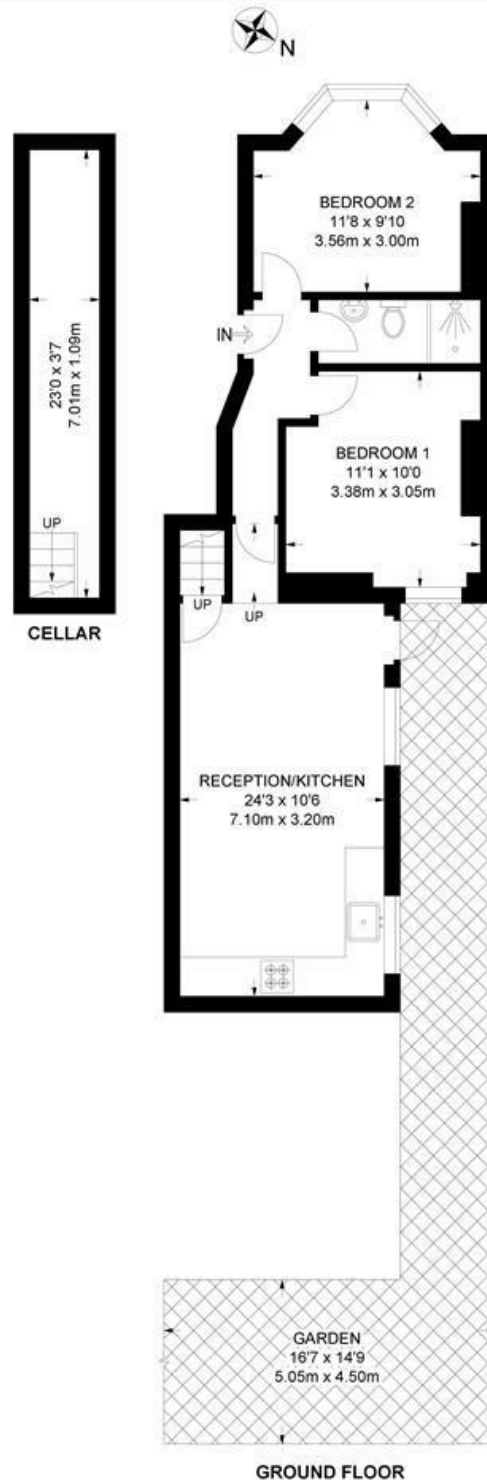 N
BEDROOM 2
11'8 x 9'10
3.56m x 3.00m
IN
23'0 x 3'7
7.01m x 1.09m
UP
CELLAR
BEDROOM 1
11'1 x 10'0
3.38m x 3.05m
UP
UP
RECEPTION/KITCHEN
24'3 x 10'6
7.10m x 3.20m
GARDEN
16'7 x 14'9
5.05m x 4.50m
GROUND FLOOR